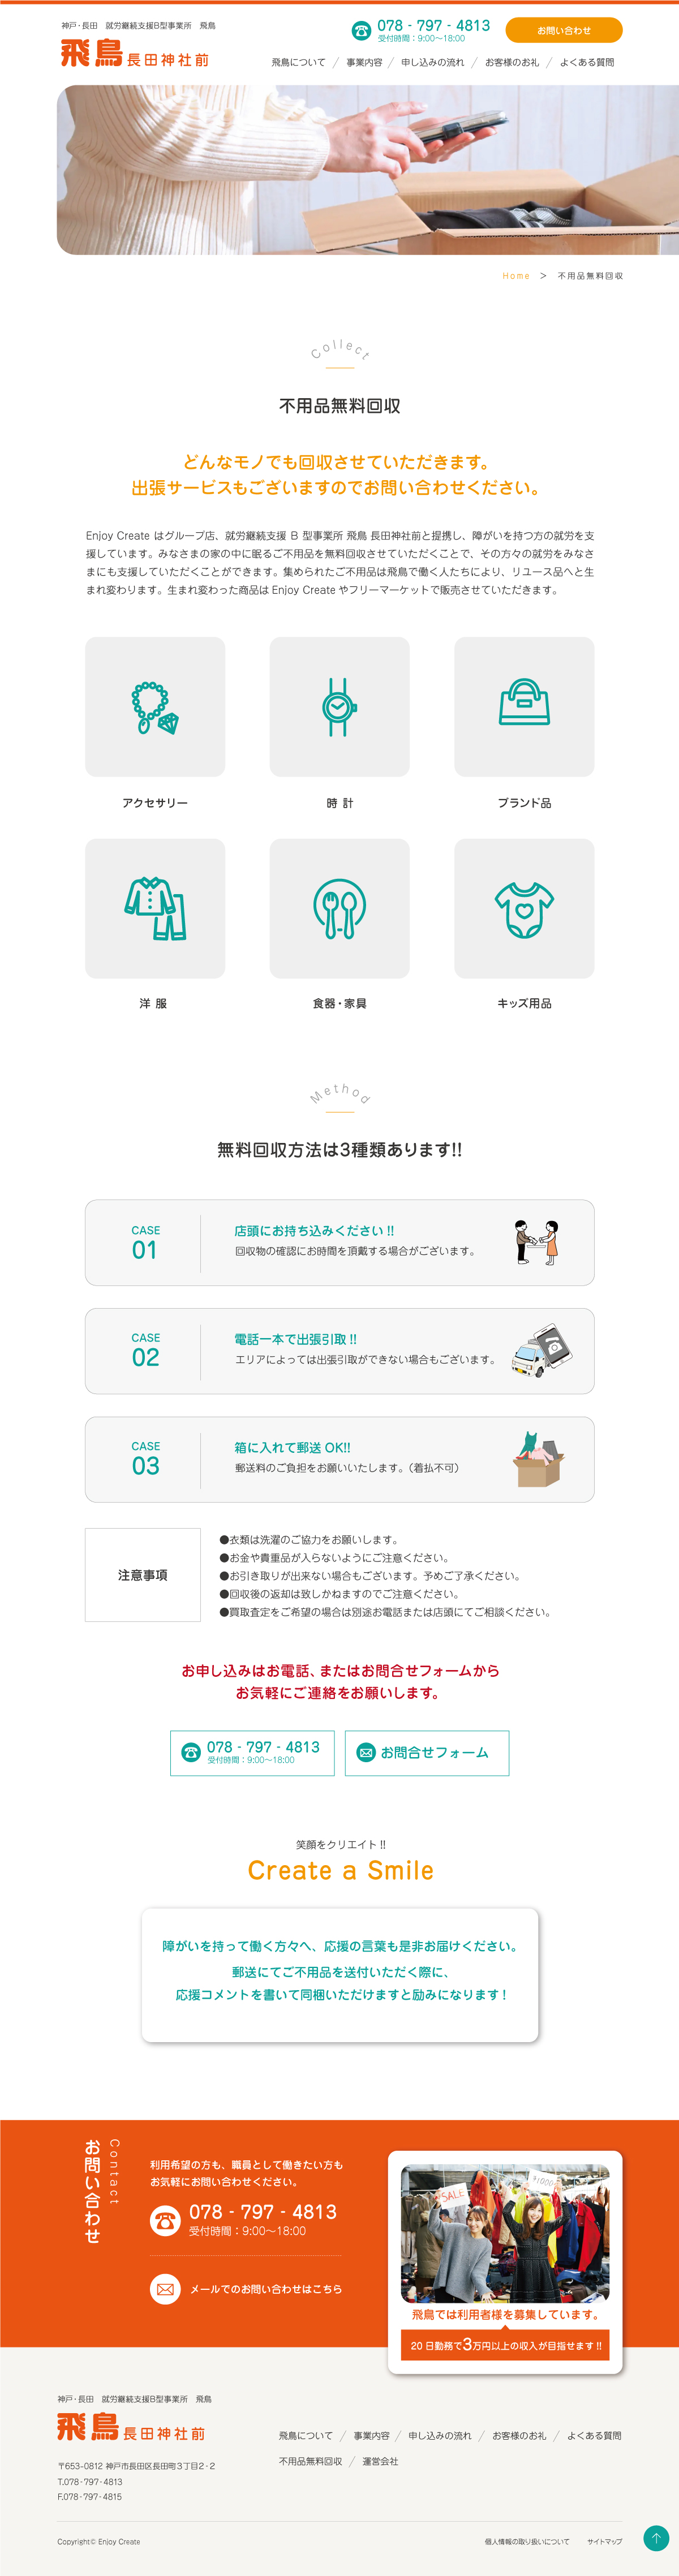 神戸・長田　就労継続支援B型事業所　飛鳥
飛鳥 長田神社前
078 - 797 - 4813
受付時間：9:00〜18:00
お問い合わせ
飛鳥について ／ 事業内容 ／ 申し込みの流れ ／ お客様のお礼 ／ よくある質問
Home　>　不用品無料回収
Collect
不用品無料回収
どんなモノでも回収させていただきます。
出張サービスもございますのでお問い合わせください。
Enjoy Create はグループ店、就労継続支援 B 型事業所 飛鳥 長田神社前と提携し、障がいを持つ方の就労を支
援しています。みなさまの家の中に眠るご不用品を無料回収させていただくことで、その方々の就労をみなさ
まにも支援していただくことができます。集められたご不用品は飛鳥で働く人たちにより、リユース品へと生
まれ変わります。生まれ変わった商品は Enjoy Create やフリーマーケットで販売させていただきます。
アクセサリー
時 計
ブランド品
洋 服
食器・家具
キッズ用品
Method
無料回収方法は3種類あります!!
CASE
01
店頭にお持ち込みください !!
回収物の確認にお時間を頂戴する場合がございます。
CASE
02
電話一本で出張引取 !!
エリアによっては出張引取ができない場合もございます。
CASE
03
箱に入れて郵送 OK!!
郵送料のご負担をお願いいたします。（着払不可）
注意事項
●衣類は洗濯のご協力をお願いします。
●お金や貴重品が入らないようにご注意ください。
●お引き取りが出来ない場合もございます。予めご了承ください。
●回収後の返却は致しかねますのでご注意ください。
●買取査定をご希望の場合は別途お電話または店頭にてご相談ください。
お申し込みはお電話、またはお問合せフォームから
お気軽にご連絡をお願いします。
078 - 797 - 4813
受付時間：9:00〜18:00
お問合せフォーム
笑顔をクリエイト !!
Create a Smile
障がいを持って働く方々へ、応援の言葉も是非お届けください。
郵送にてご不用品を送付いただく際に、
応援コメントを書いて同梱いただけますと励みになります !
お問い合わせ
Contact
利用希望の方も、職員として働きたい方も
お気軽にお問い合わせください。
078 - 797 - 4813
受付時間：9:00〜18:00
メールでのお問い合わせはこちら
SALE
¥1000
飛鳥では利用者様を募集しています。
20 日勤務で3万円以上の収入が目指せます !!
神戸・長田　就労継続支援B型事業所　飛鳥
飛鳥 長田神社前
〒653-0812 神戸市長田区長田町３丁目2・2
T.078・797・4813
F.078・797・4815
飛鳥について ／ 事業内容 ／ 申し込みの流れ ／ お客様のお礼 ／ よくある質問
不用品無料回収 ／ 運営会社
Copyright© Enjoy Create
個人情報の取り扱いについて　サイトマップ